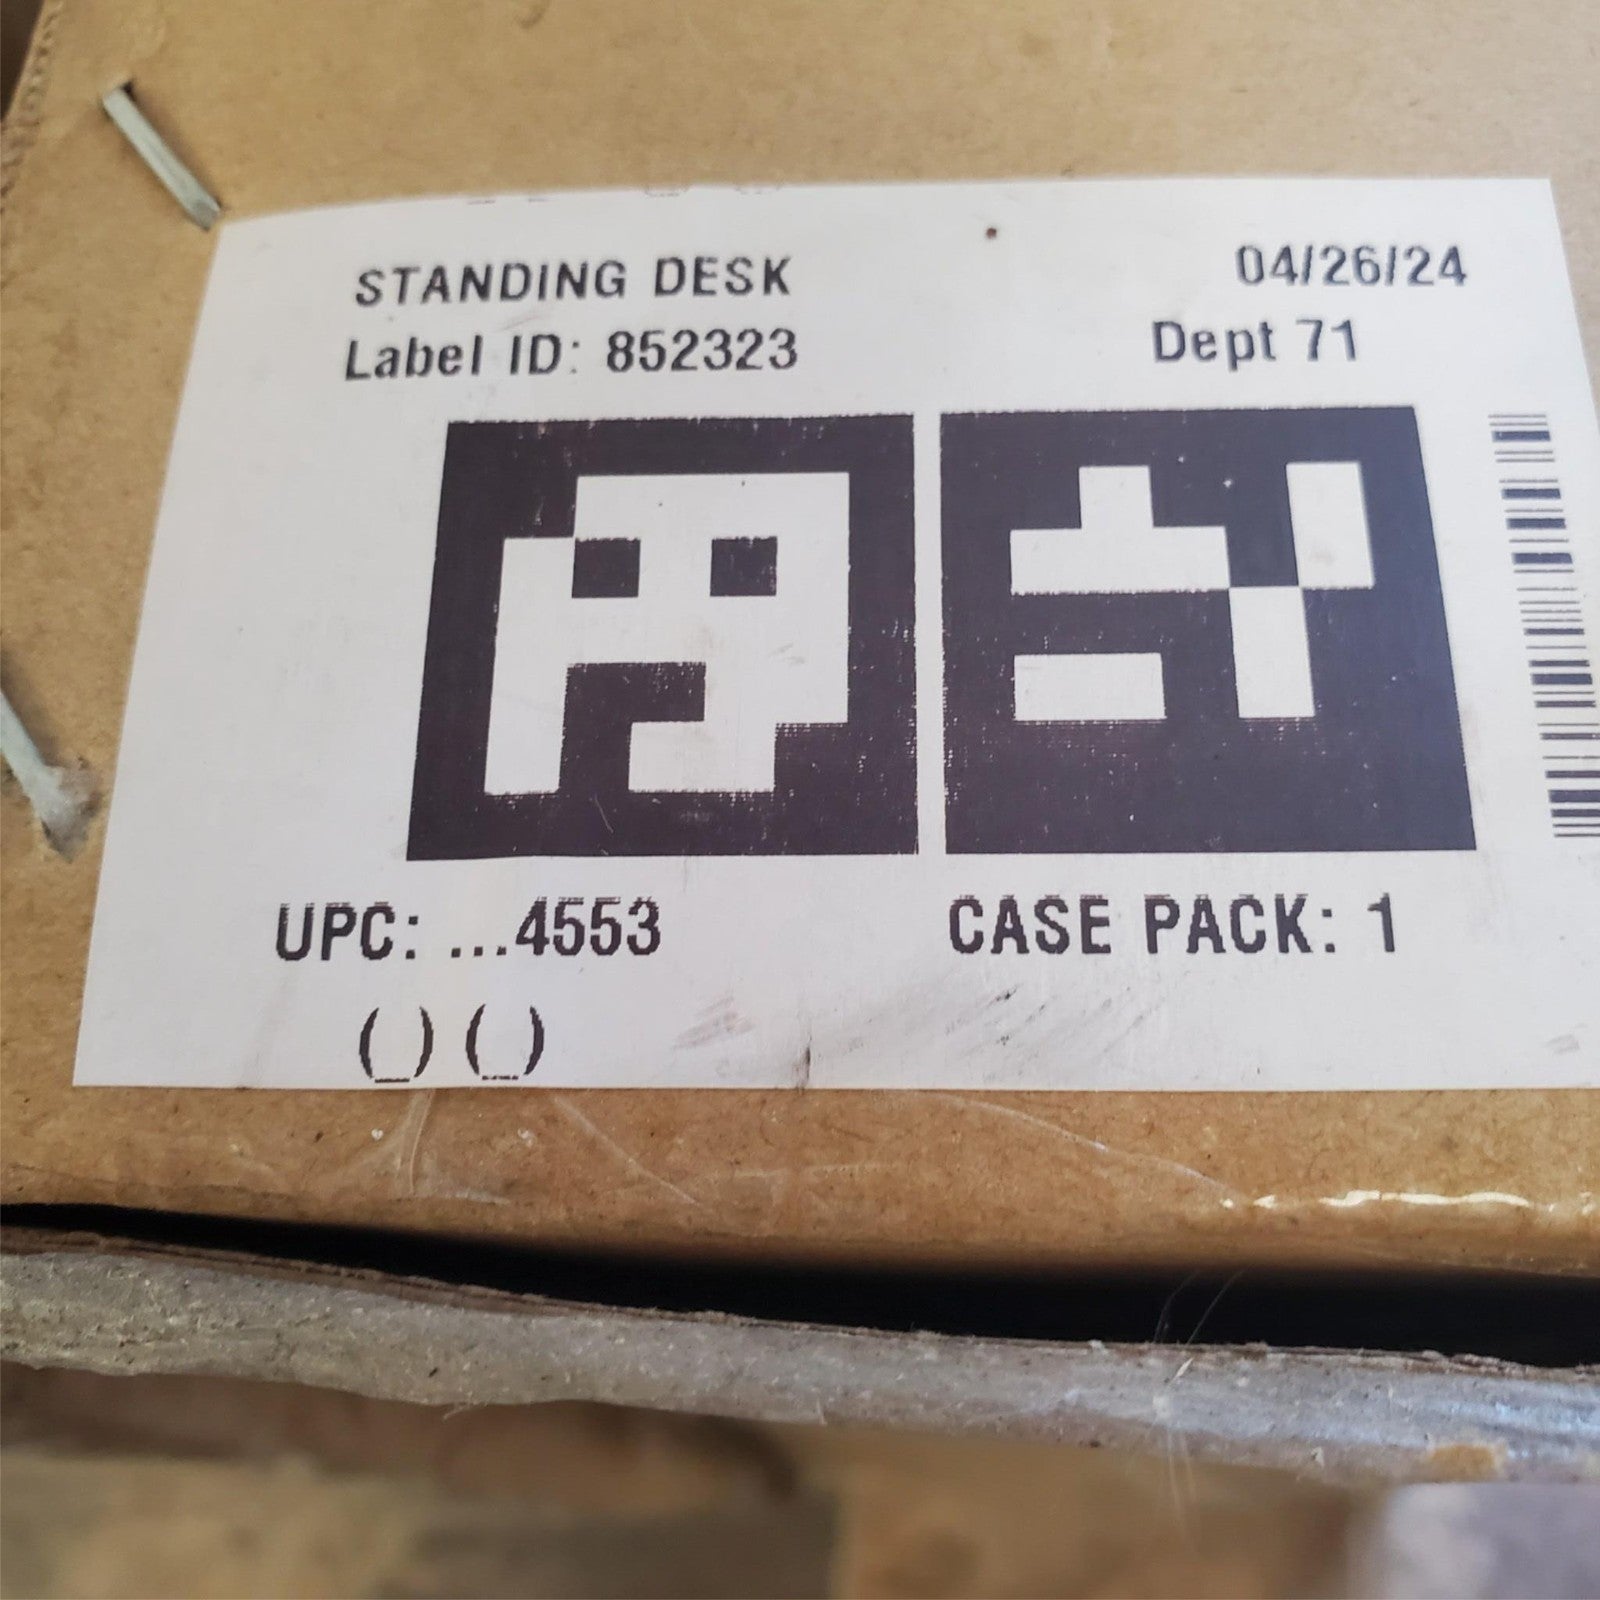 STANDING DESK
04/26/24
Label ID: 852323
Dept 71
UPC: ...4553
CASE PACK: 1
(_) (_)